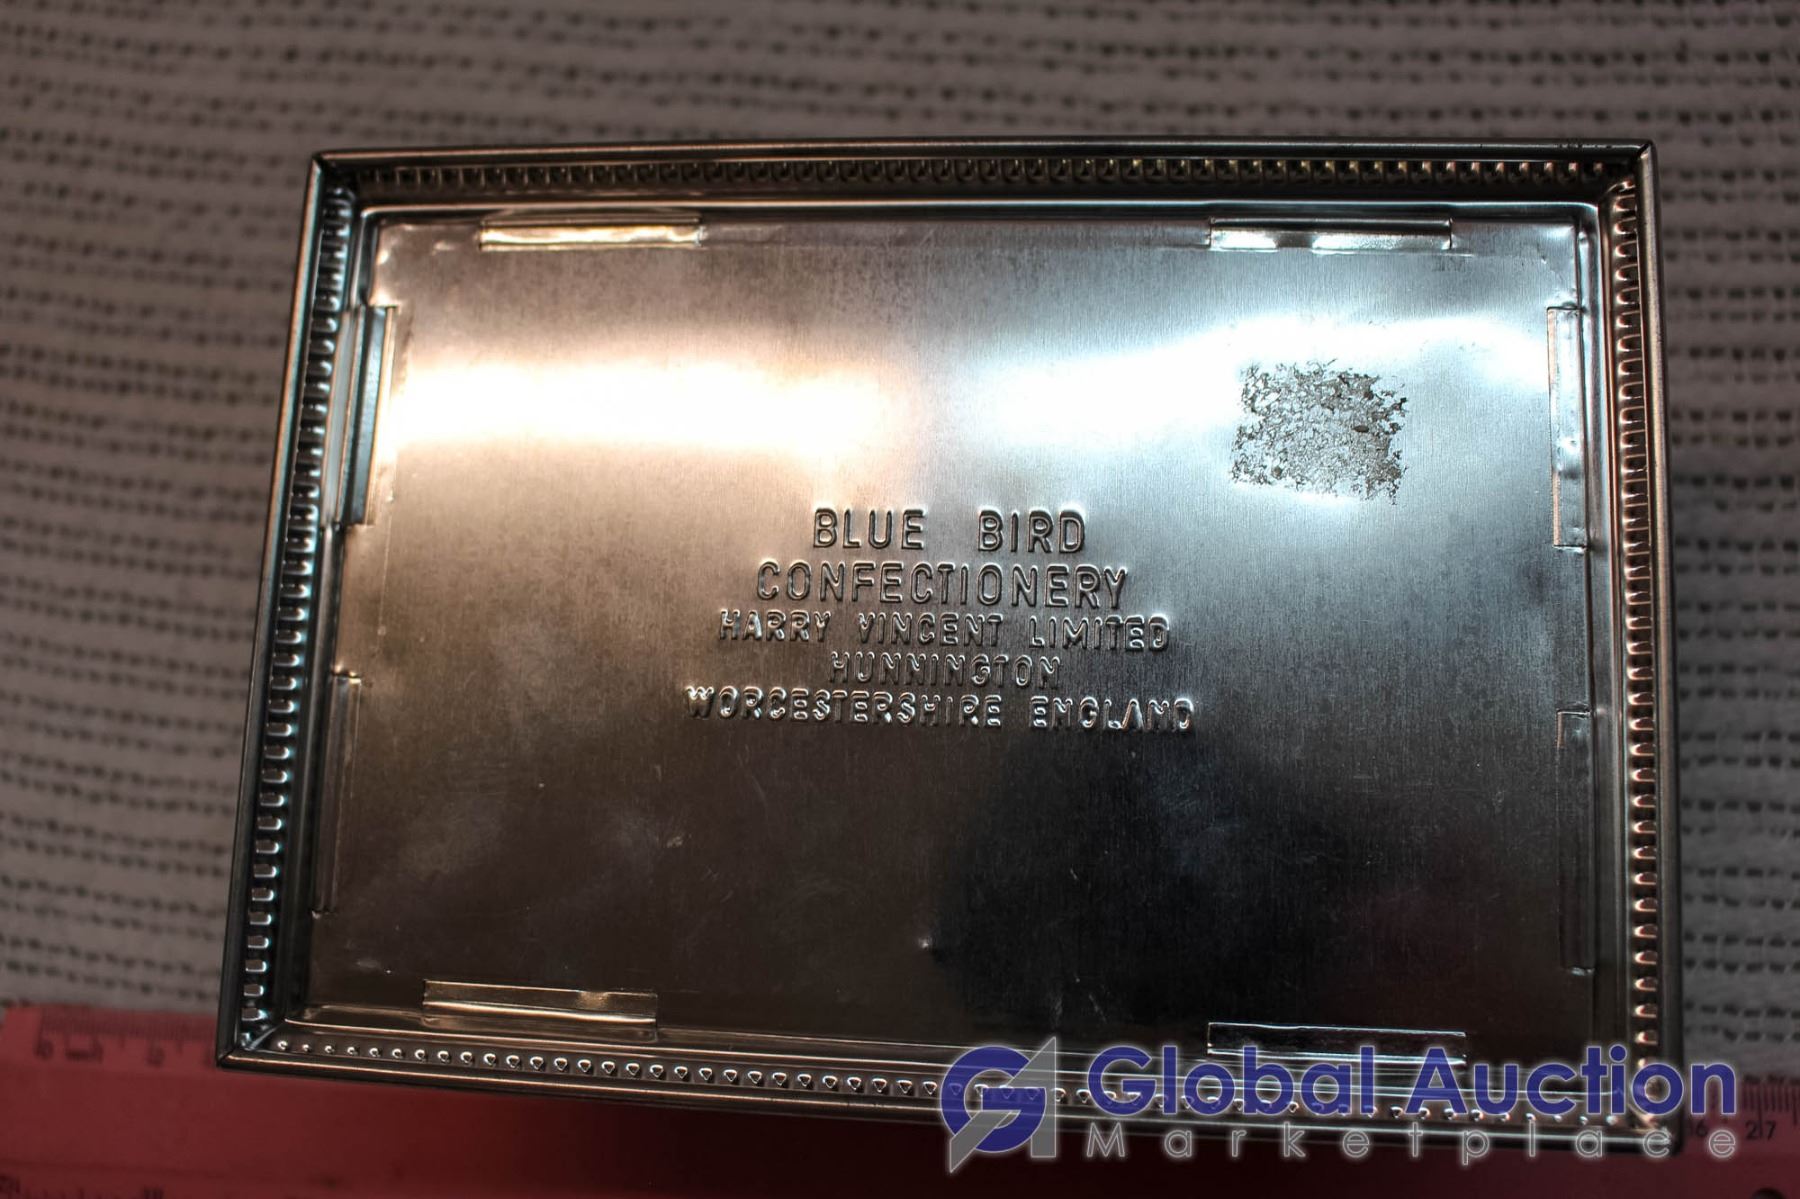 BLUE BIRD
CONFECTIONERY
HARRY VINCENT LIMITED
HUNNINGTON
WORCESTERSHIRE ENGLAND
Global Auction
Marketplace